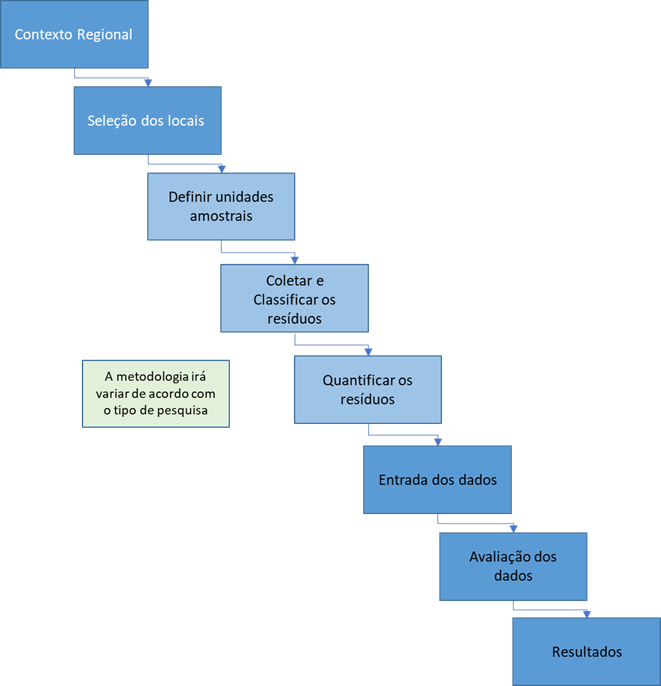 Contexto Regional
Seleção dos locais
Definir unidades
amostrais
Coletar e
Classificar os
resíduos
A metodologia irá
variar de acordo com
o tipo de pesquisa
Quantificar os
resíduos
Entrada dos dados
Avaliação dos
dados
Resultados